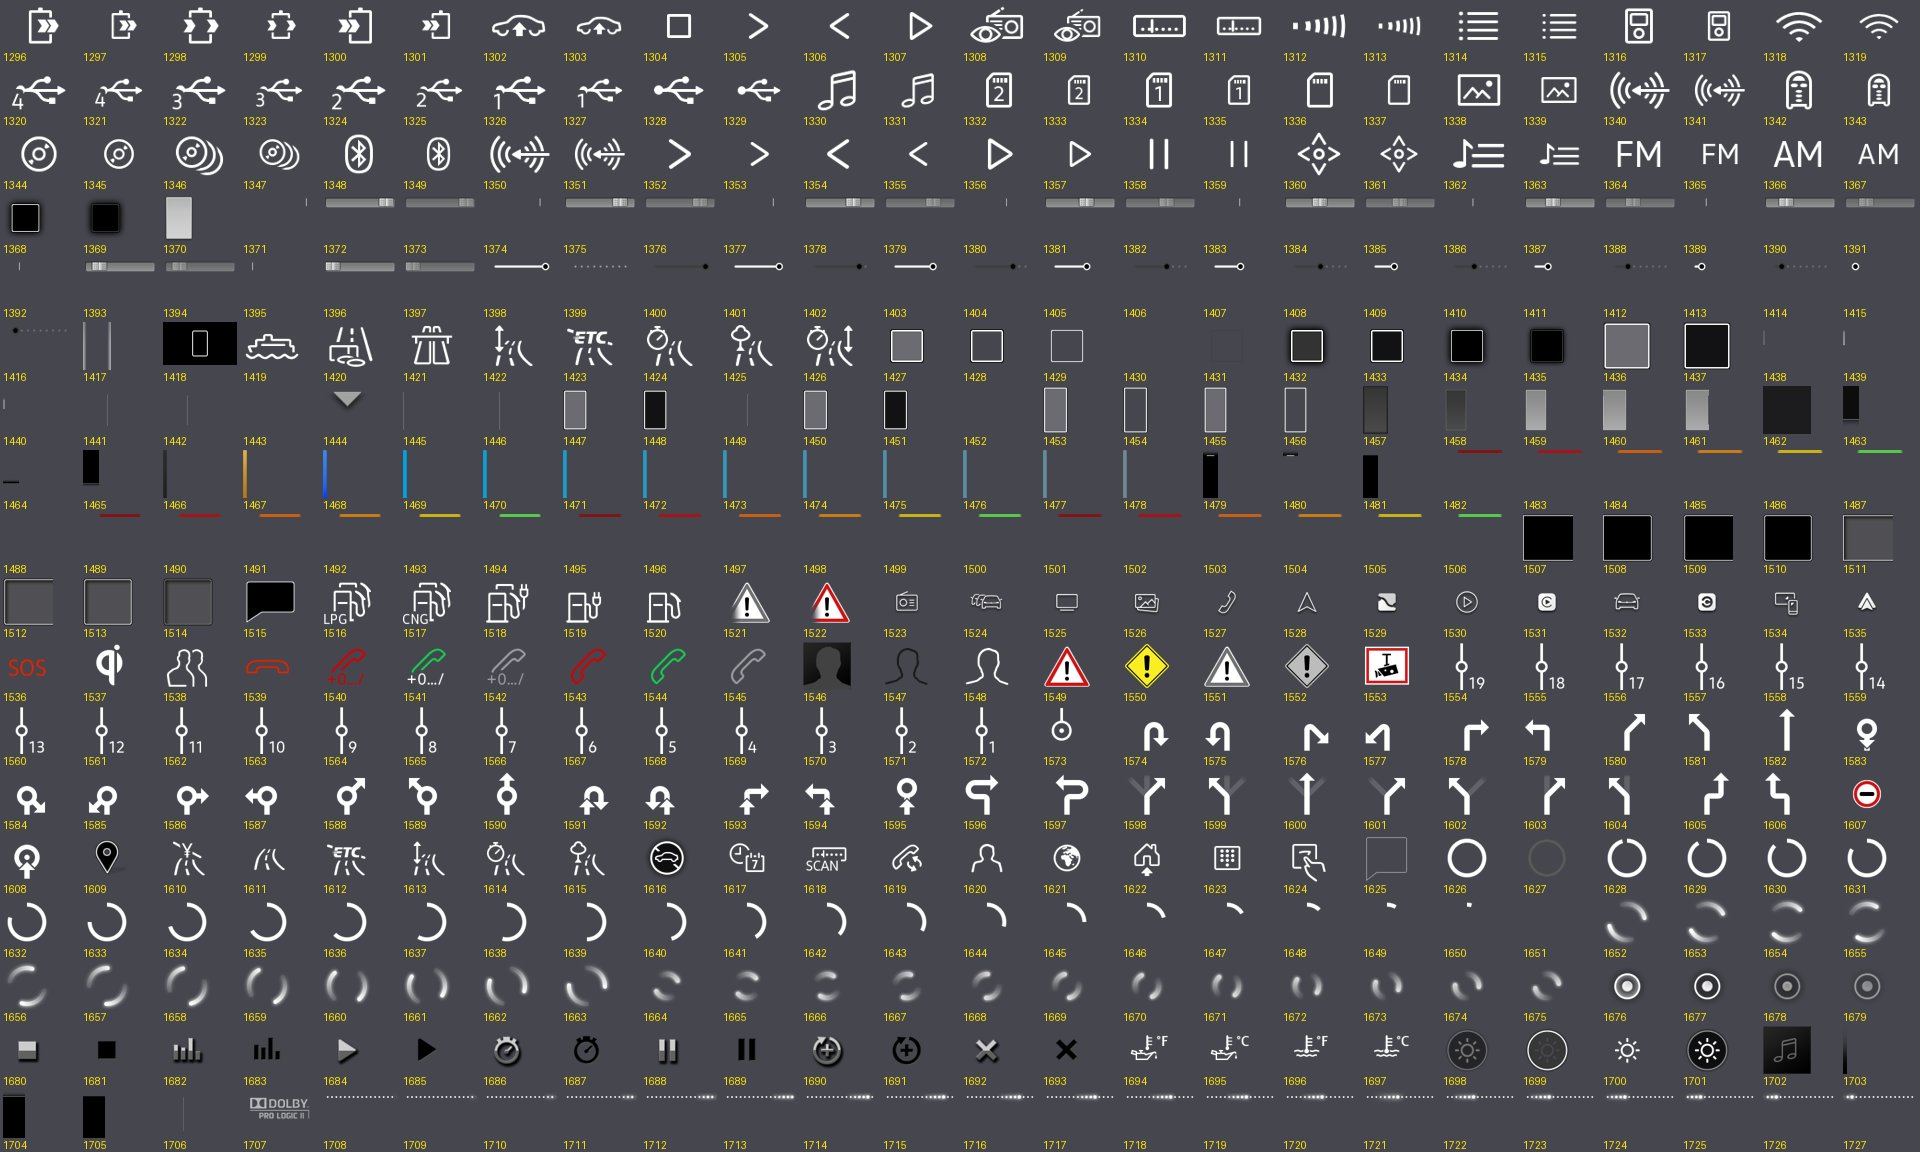 1296 1297 1298 1299 1300 1301 1302 1303 1304 1305 1306 1307 1308 1309 1310 1311 1312 1313 1314 1315 1316 1317 1318 1319
4 4 3 3 2 2 1 1 2 2 1 1
1320 1321 1322 1323 1324 1325 1326 1327 1328 1329 1330 1331 1332 1333 1334 1335 1336 1337 1338 1339 1340 1341 1342 1343
FM FM AM AM
1344 1345 1346 1347 1348 1349 1350 1351 1352 1353 1354 1355 1356 1357 1358 1359 1360 1361 1362 1363 1364 1365 1366 1367
1368 1369 1370 1371 1372 1373 1374 1375 1376 1377 1378 1379 1380 1381 1382 1383 1384 1385 1386 1387 1388 1389 1390 1391
1392 1393 1394 1395 1396 1397 1398 1399 1400 1401 1402 1403 1404 1405 1406 1407 1408 1409 1410 1411 1412 1413 1414 1415
ETC
1416 1417 1418 1419 1420 1421 1422 1423 1424 1425 1426 1427 1428 1429 1430 1431 1432 1433 1434 1435 1436 1437 1438 1439
1440 1441 1442 1443 1444 1445 1446 1447 1448 1449 1450 1451 1452 1453 1454 1455 1456 1457 1458 1459 1460 1461 1462 1463
1464 1465 1466 1467 1468 1469 1470 1471 1472 1473 1474 1475 1476 1477 1478 1479 1480 1481 1482 1483 1484 1485 1486 1487
1488 1489 1490 1491 1492 1493 1494 1495 1496 1497 1498 1499 1500 1501 1502 1503 1504 1505 1506 1507 1508 1509 1510 1511
LPG CNG
1512 1513 1514 1515 1516 1517 1518 1519 1520 1521 1522 1523 1524 1525 1526 1527 1528 1529 1530 1531 1532 1533 1534 1535
SOS +0.../ +0.../ +0.../ 19 18 17 16 15 14
1536 1537 1538 1539 1540 1541 1542 1543 1544 1545 1546 1547 1548 1549 1550 1551 1552 1553 1554 1555 1556 1557 1558 1559
13 12 11 10 9 8 7 6 5 4 3 2 1
1560 1561 1562 1563 1564 1565 1566 1567 1568 1569 1570 1571 1572 1573 1574 1575 1576 1577 1578 1579 1580 1581 1582 1583
1584 1585 1586 1587 1588 1589 1590 1591 1592 1593 1594 1595 1596 1597 1598 1599 1600 1601 1602 1603 1604 1605 1606 1607
¥ ETC 7 SCAN
1608 1609 1610 1611 1612 1613 1614 1615 1616 1617 1618 1619 1620 1621 1622 1623 1624 1625 1626 1627 1628 1629 1630 1631
1632 1633 1634 1635 1636 1637 1638 1639 1640 1641 1642 1643 1644 1645 1646 1647 1648 1649 1650 1651 1652 1653 1654 1655
1656 1657 1658 1659 1660 1661 1662 1663 1664 1665 1666 1667 1668 1669 1670 1671 1672 1673 1674 1675 1676 1677 1678 1679
°F °C °F °C
1680 1681 1682 1683 1684 1685 1686 1687 1688 1689 1690 1691 1692 1693 1694 1695 1696 1697 1698 1699 1700 1701 1702 1703
DOLBY
PRO LOGIC II
1704 1705 1706 1707 1708 1709 1710 1711 1712 1713 1714 1715 1716 1717 1718 1719 1720 1721 1722 1723 1724 1725 1726 1727